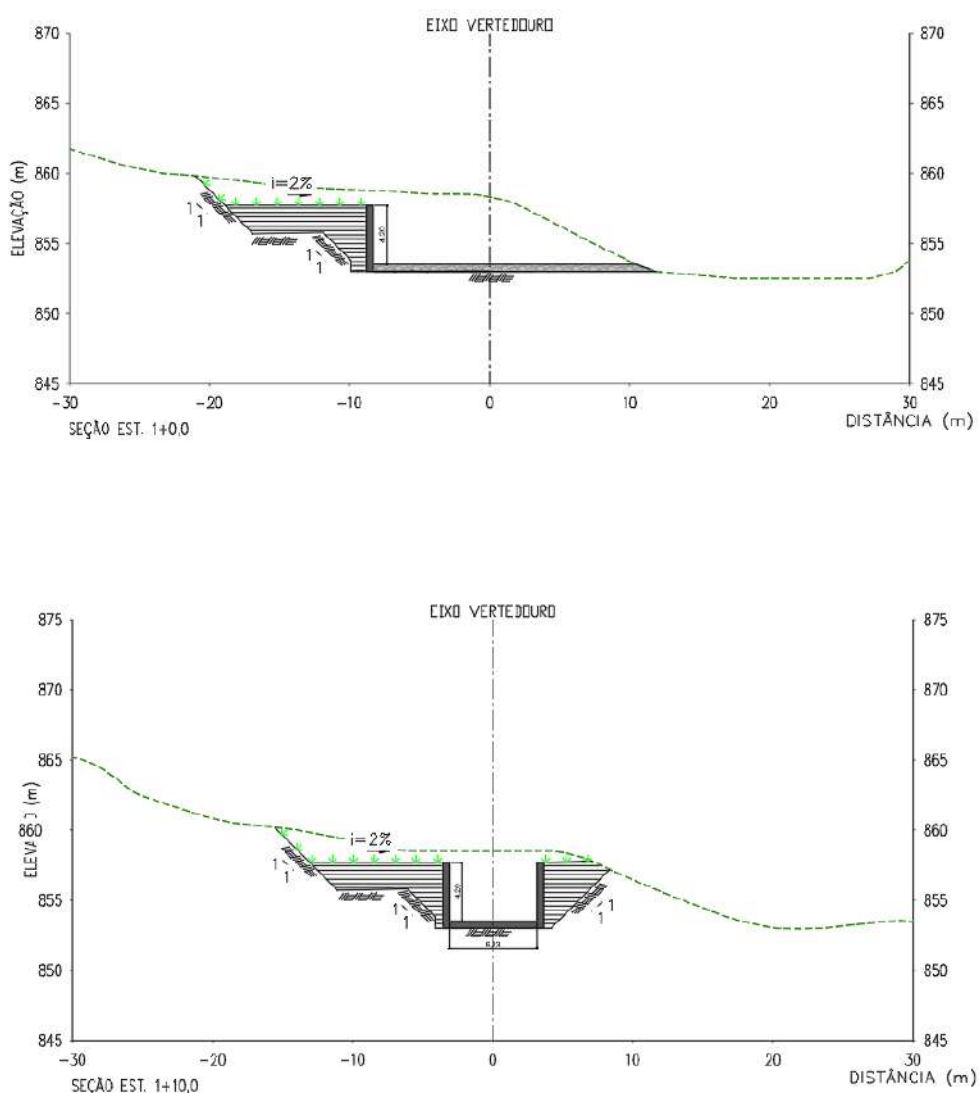 EIXO VERTEDOURO
870 870
865 865
860 860
855 855
850 850
845 845
ELEVAÇÃO (m)
i=2%
1
1
1
1
4,20
-30 -20 -10 0 10 20 30
SEÇÃO EST. 1+0,0
DISTÂNCIA (m)
EIXO VERTEDOURO
875 875
870 870
865 865
860 860
855 855
850 850
845 845
(m)
i=2%
1
1
1
1
1
1
4,20
-30 -20 -10 0 10 20 30
SEÇÃO EST. 1+10,0
DISTÂNCIA (m)